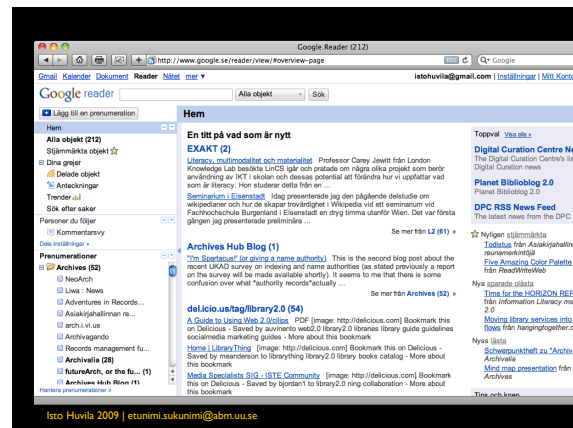 Google Reader (212)
http://www.google.se/reader/view/#overview-page
RSS
Google
Gmail Kalender Dokument Reader Nätet mer ▼
istohuvila@gmail.com | Inställningar | Mitt Konto
Google reader
Alla objekt
Sök
Lägg till en prenumeration
Hem
Alla objekt (212)
Stjärnmärkta objekt
Dina grejer
Delade objekt
Anteckningar
Trender
Sök efter saker
Personer du följer
Kommentarsvy
Dela inställningar »
Prenumerationer
Archives (52)
NeoArch
Liwa : News
Adventures in Records...
Asiakirjahallinnan re...
arch.i.vi.us
Archivagando
Records management fu...
Archivalia (28)
futureArch, or the fu... (1)
Archives Hub Blog (1)
Hantera prenumerationer »
Hem
En titt på vad som är nytt
EXAKT (2)
Literacy, multimodalitet och materialitet Professor Carey Jewitt från London
Knowledge Lab besökte LinCS igår och pratade om några olika projekt som berör
användning av IKT i skolan och dessas potential att förändra hur vi uppfattar vad
som är literacy. Hon studerar detta från en ...
Seminarium i Eisenstadt Idag presenterade jag den pågående delstudie om
wikipedianer och hur de skapar trovärdighet i Wikipedia vid ett seminarium vid
Fachhochschule Burgenland i Eisenstadt en dryg timma utanför Wien. Det var första
gången jag presenterade preliminära ...
Se mer från L2 (61) »
Archives Hub Blog (1)
"I'm Spartacus!' (or giving a name authority) This is the second blog post about the
recent UKAD survey on indexing and name authorities (as stated previously a report
on the survey will be made available shortly). It seems to me that there is some
confusion over what *authority records*actually ...
Se mer från Archives (52) »
del.icio.us/tag/library2.0 (54)
A Guide to Using Web 2.0/clips PDF [image: http://delicious.com] Bookmark this
on Delicious - Saved by auvinento web2.0 library2.0 libraries library guide guidelines
socialmedia marketing guides - More about this bookmark
Home | LibraryThing [image: http://delicious.com] Bookmark this on Delicious -
Saved by meanderson to librarything library2.0 library books catalog - More about
this bookmark
Media Specialists SIG - ISTE Community [image: http://delicious.com] Bookmark
this on Delicious - Saved by bjordan1 to library2.0 ning collaboration - More about
this bookmark
Toppval Visa alla »
Digital Curation Centre Ne
The Digital Curation Centre's lis
Digital Curation news
Planet Biblioblog 2.0
Planet Biblioblog 2.0
DPC RSS News Feed
The latest news from the DPC
Nyligen stjärnmärkta
Todistus från Asiakirjahallin
reunamerkintöjä
Five Amazing Color Palette
från ReadWriteWeb
Nya sparade olästa
Time for the HORIZON REP
från Information Literacy me
2.0
Moving library services into
flows från hangingtogether.o
Nyss lästa
Schwerpunktheft zu "Archiv
Archivalia
Mind map presentation från
Archives
Tips och knep
Isto Huvila 2009 | etunimi.sukunimi@abm.uu.se